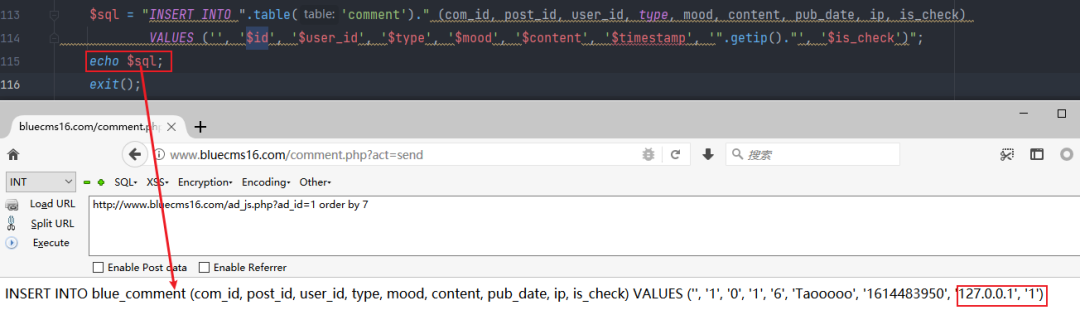 113 $sql = "INSERT INTO ".table( table: 'comment')." (com_id, post_id, user_id, type, mood, content, pub_date, ip, is_check)
114 VALUES ('', '$id', '$user_id', '$type', '$mood', '$content', '$timestamp', '".getip()."', '$is_check')";
115 echo $sql;
116 exit();
bluecms16.com/comment.php
www.bluecms16.com/comment.php?act=send
搜索
INT
SQL XSS Encryption Encoding Other
Load URL
http://www.bluecms16.com/ad_js.php?ad_id=1 order by 7
Split URL
Execute
Enable Post data Enable Referrer
INSERT INTO blue_comment (com_id, post_id, user_id, type, mood, content, pub_date, ip, is_check) VALUES ('', '1', '0', '1', '6', 'Taooooo', '1614483950', '127.0.0.1', '1')